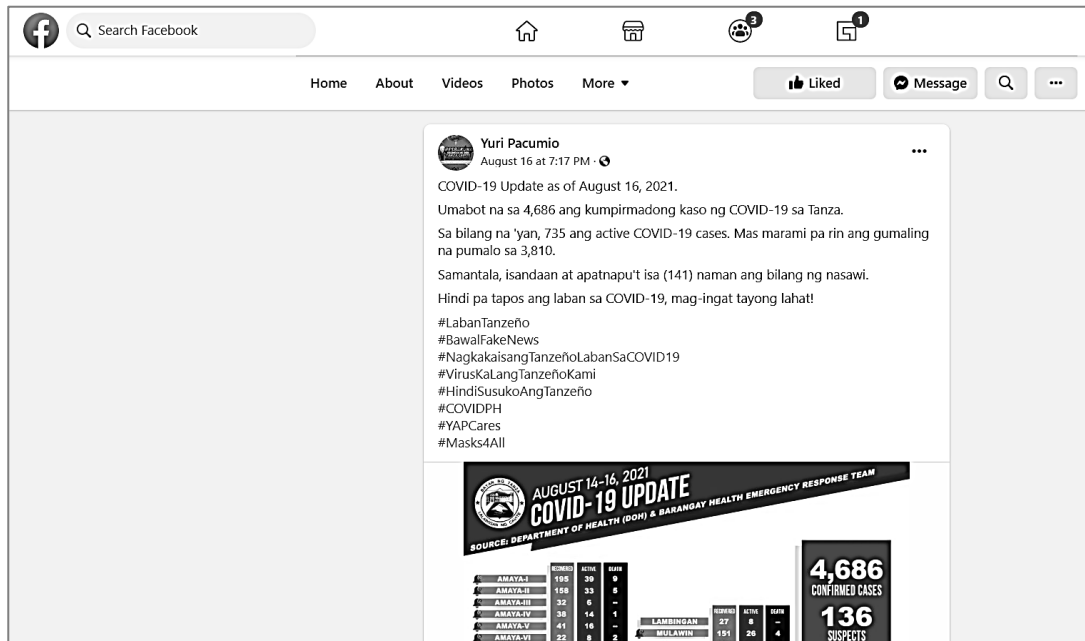 Search Facebook
3
1
Home About Videos Photos More
Liked Message
Yuri Pacumio
August 16 at 7:17 PM ·
COVID-19 Update as of August 16, 2021.
Umabot na sa 4,686 ang kumpirmadong kaso ng COVID-19 sa Tanza.
Sa bilang na 'yan, 735 ang active COVID-19 cases. Mas marami pa rin ang gumaling
na pumalo sa 3,810.
Samantala, isandaan at apatnapu't isa (141) naman ang bilang ng nasawi.
Hindi pa tapos ang laban sa COVID-19, mag-ingat tayong lahat!
#LabanTanzeño
#BawalFakeNews
#NagkakaisangTanzeñoLabanSaCOVID19
#VirusKaLangTanzeñoKami
#HindiSusukoAngTanzeño
#COVIDPH
#YAPCares
#Masks4All
BAYAN NG TANZA
AUGUST 14-16, 2021
COVID-19 UPDATE
SOURCE: DEPARTMENT OF HEALTH (DOH) & BARANGAY HEALTH EMERGENCY RESPONSE TEAM
RECOVERED ACTIVE DEATH
AMAYA-I 195 39 9
AMAYA-II 158 33 5
AMAYA-III 32 6 –
AMAYA-IV 38 14 1
AMAYA-V 41 16 –
AMAYA-VI 22 8 2
RECOVERED ACTIVE DEATH
LAMBINGAN 27 8 –
MULAWIN 151 26 4
4,686
CONFIRMED CASES
136
SUSPECTS